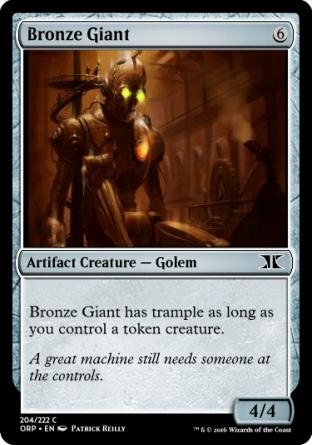 Bronze Giant 6
Artifact Creature — Golem
Bronze Giant has trample as long as
you control a token creature.
A great machine still needs someone at
the controls.
4/4
204/222 C
ORP • EN PATRICK REILLY
™ & © 2016 Wizards of the Coast